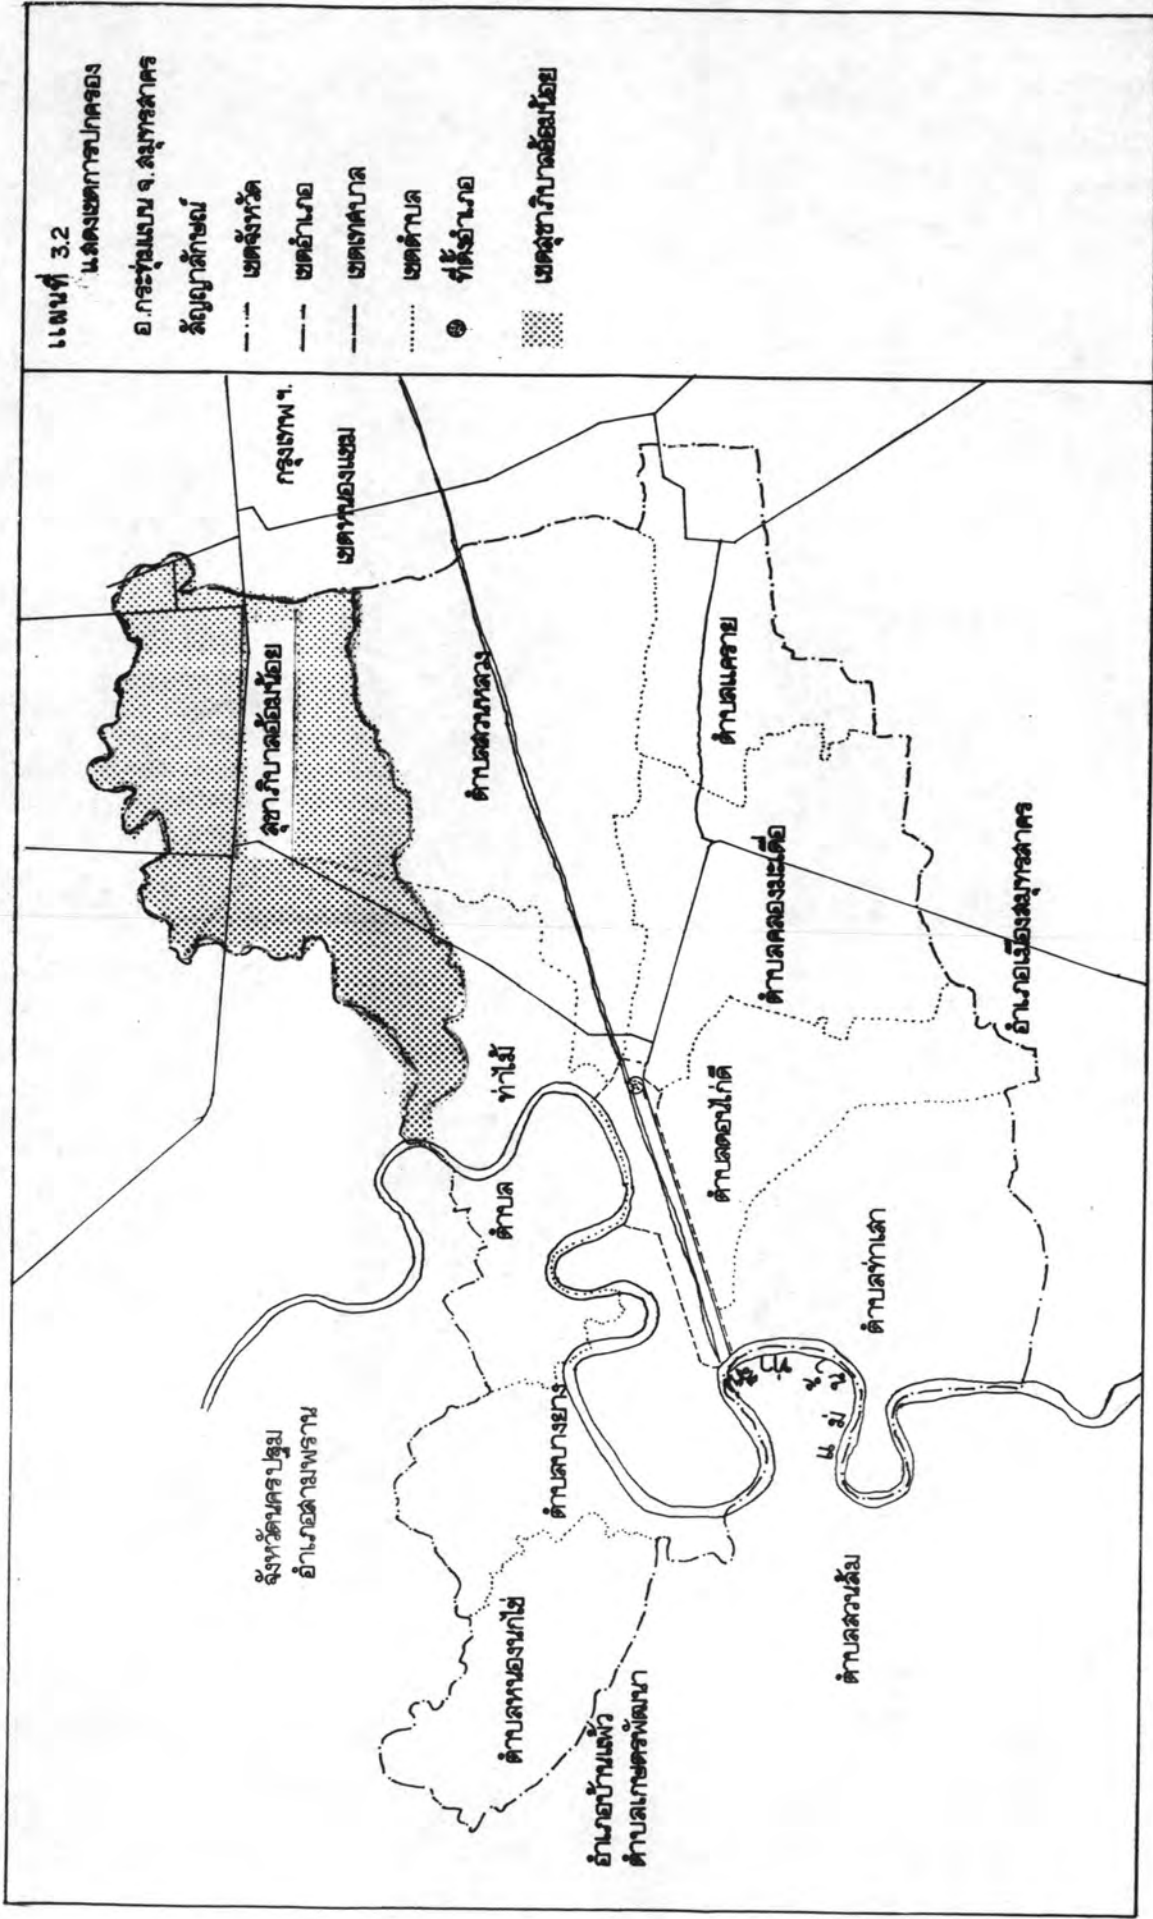 แผนที่ 3.2
แสดงเขตการปกครอง
อ.กระทุ่มแบน จ.สมุทรสาคร
สัญญาลักษณ์
เขตจังหวัด
เขตอำเภอ
เขตเทศบาล
เขตตำบล
ที่ตั้งอำเภอ
เขตสุขาภิบาลอ้อมน้อย
กรุงเทพฯ.
เขตหนองแขม
สุขาภิบาลอ้อมน้อย
ตำบลสวนหลวง
ตำบลแคราย
ตำบลคลองมะเดื่อ
อำเภอเมืองสมุทรสาคร
ตำบล ท่าไม้
ตำบลดอนไก่ดี
ตำบลท่าเสา
แม่น้ำท่าจีน
จังหวัดนครปฐม
อำเภอสามพราน
ตำบลบางยาง
ตำบลหนองนกไข่
อำเภอบ้านแพ้ว
ตำบลเกษตรพัฒนา
ตำบลสวนส้ม